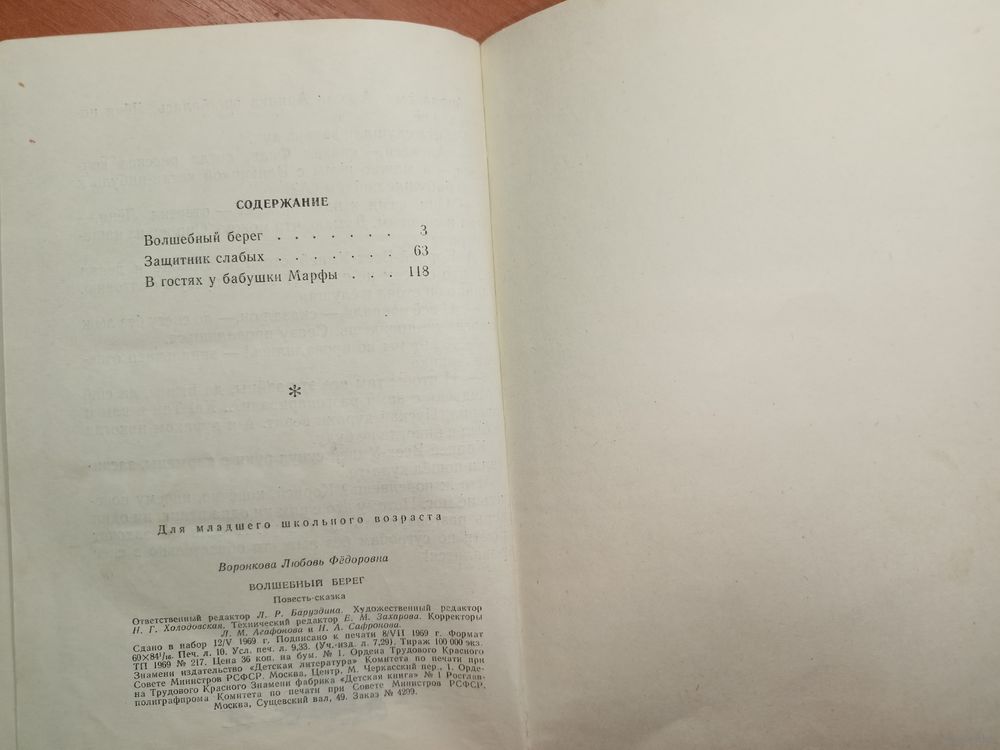 СОДЕРЖАНИЕ
Волшебный берег . . . . . . . 3
Защитник слабых . . . . . . . 63
В гостях у бабушки Марфы . . . 118
*
Для младшего школьного возраста
Воронкова Любовь Фёдоровна
ВОЛШЕБНЫЙ БЕРЕГ
Повесть-сказка
Ответственный редактор Л. Р. Баруздина. Художественный редактор
Н. Г. Холодовская. Технический редактор Е. М. Захарова. Корректоры
Л. М. Агафонова и Н. А. Сафронова.
Сдано в набор 12/V 1969 г. Подписано к печати 8/VII 1969 г. Формат
60×84¹/₁₆. Печ. л. 10. Усл. печ. л. 9,33. (Уч.-изд. л. 7,29). Тираж 100 000 экз.
ТП 1969 № 217. Цена 36 коп. на бум. № 1. Ордена Трудового Красного
Знамени издательство «Детская литература» Комитета по печати при
Совете Министров РСФСР. Москва, Центр, М. Черкасский пер., 1. Орде-
на Трудового Красного Знамени фабрика «Детская книга» № 1 Росглав-
полиграфпрома Комитета по печати при Совете Министров РСФСР.
Москва, Сущевский вал, 49. Заказ № 4299.